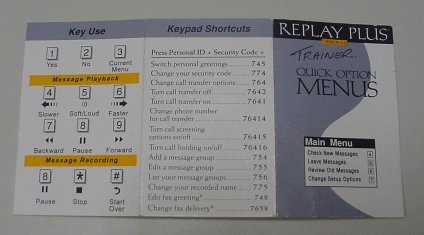 Key Use
1 2 3
Yes No Current
Menu
Message Playback
4 5 6
Slower Soft/Loud Faster
7 8 9
Backward Pause Forward
Message Recording
8 * #
Pause Stop Start
Over
Keypad Shortcuts
Press Personal ID + Security Code +
Switch personal greetings 745
Change your security code 774
Change call transfer options 764
Turn call transfer off 7642
Turn call transfer on 7641
Change phone number
for call transfer 76414
Turn call screening
options on/off 76415
Turn call holding on/off 76416
Add a message group 754
Edit a message group 755
List your message groups 756
Change your recorded name 775
Edit fax greeting* 748
Change fax delivery* 7658
REPLAY PLUS
TRAINER
QUICK OPTION
MENUS
Main Menu
Check New Messages 4
Leave Messages 5
Review Old Messages 6
Change Setup Options 7